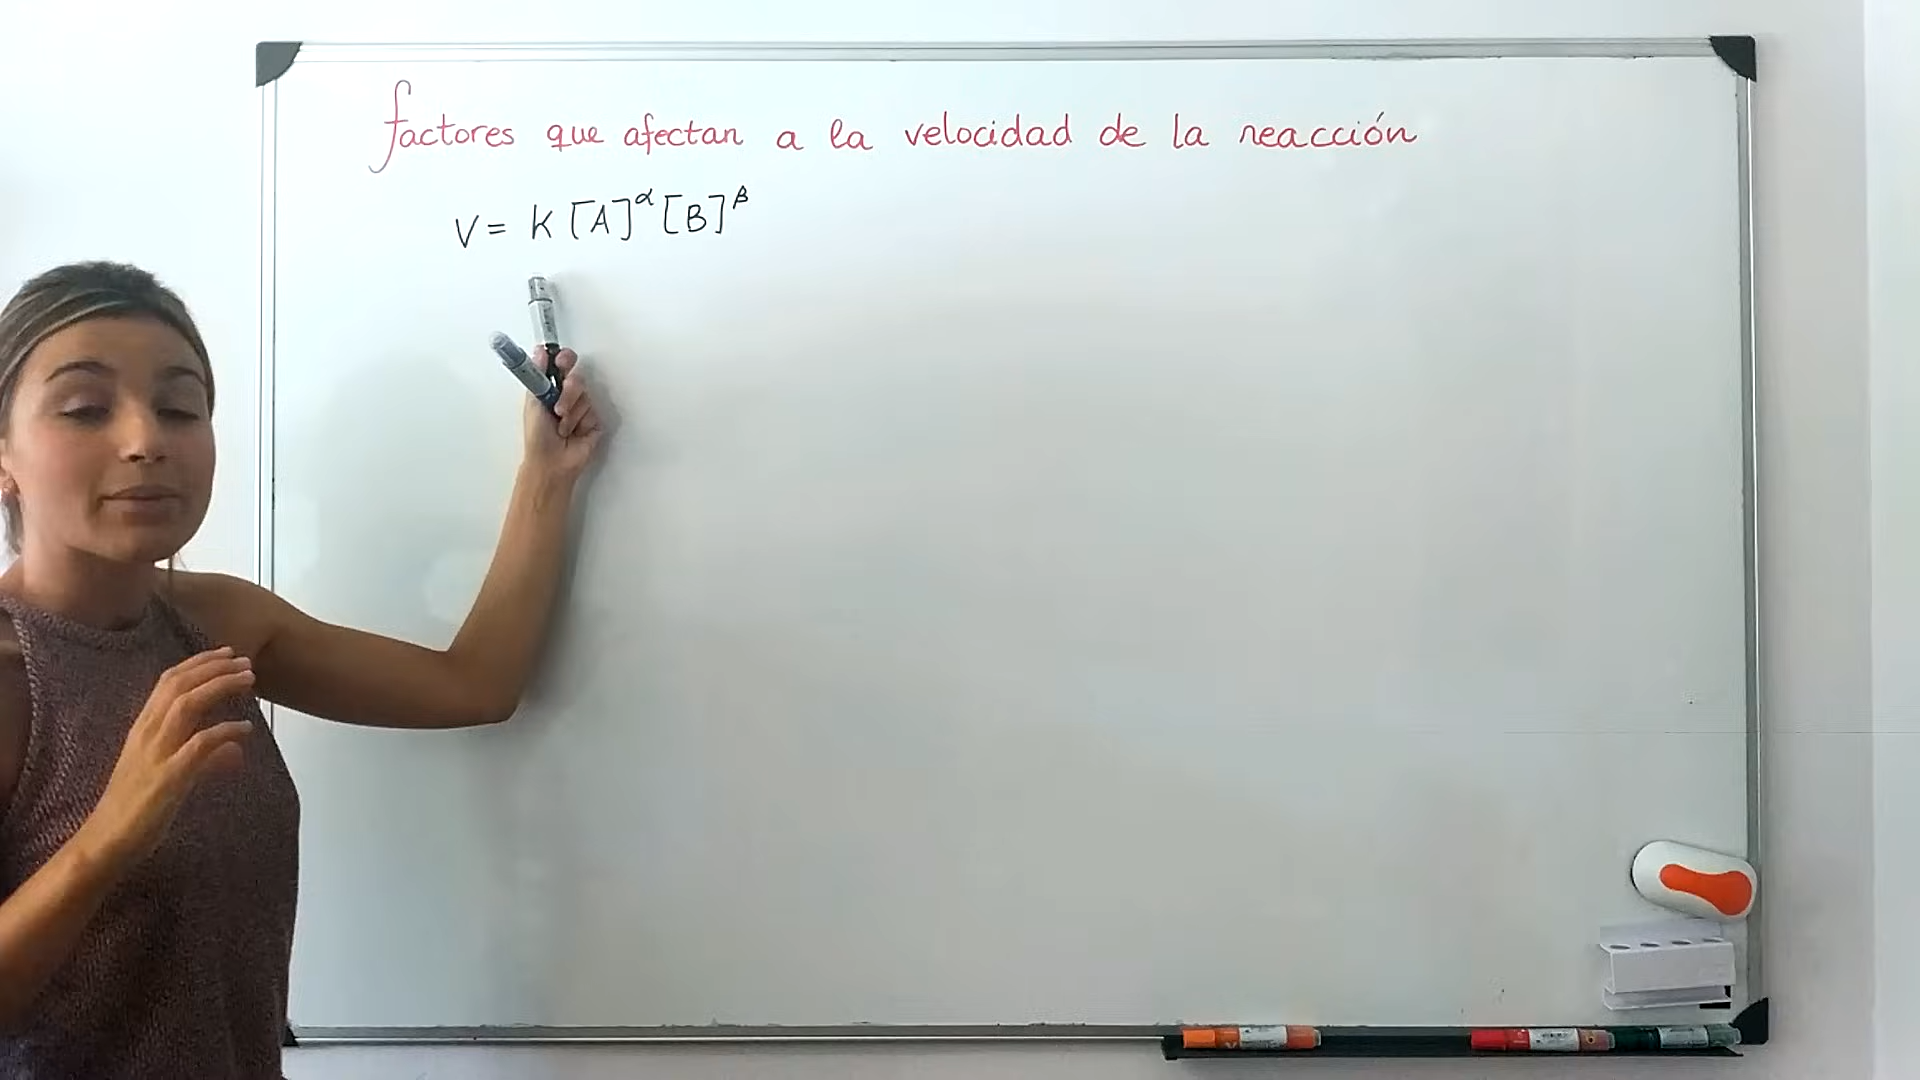 factores que afectan a la velocidad de la reacción
V = K [A]^α [B]^β